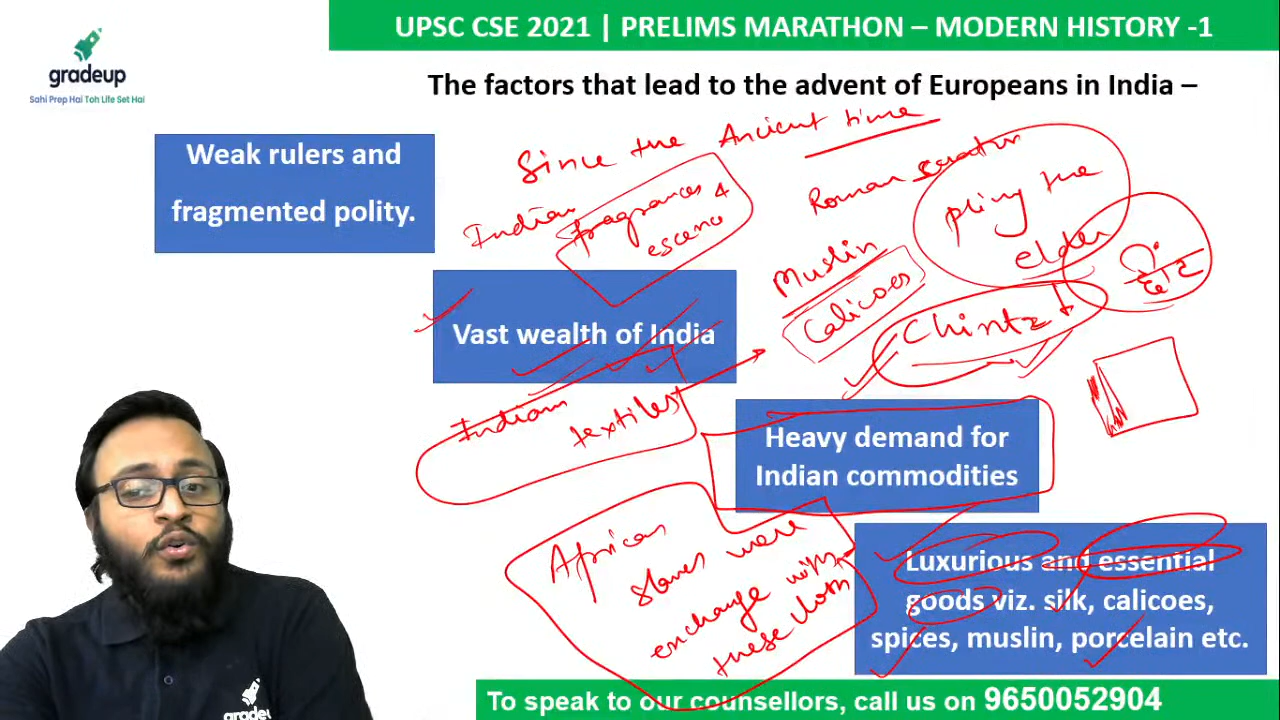 UPSC CSE 2021 | PRELIMS MARATHON – MODERN HISTORY -1
gradeup
Sahi Prep Hai Toh Life Set Hai
The factors that lead to the advent of Europeans in India –
Weak rulers and
fragmented polity.
Since the Ancient time
Indian fragrances &
Roman
pliny the
elder
Muslin
Calicoes
Chintz
Vast wealth of India
Indian
textiles
Heavy demand for
Indian commodities
African
slaves were
exchange with
these cloth
Luxurious and essential
goods viz. silk, calicoes,
spices, muslin, porcelain etc.
gradeup
To speak to our counsellors, call us on 9650052904